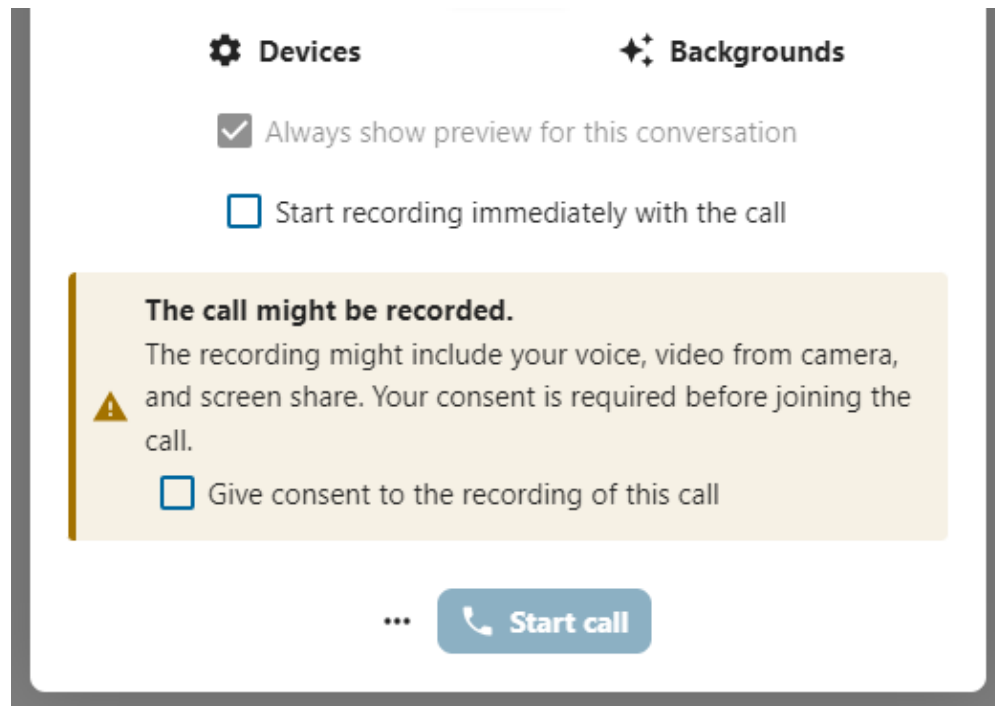 Devices
Backgrounds
Always show preview for this conversation
Start recording immediately with the call
The call might be recorded.
The recording might include your voice, video from camera,
and screen share. Your consent is required before joining the
call.
Give consent to the recording of this call
Start call